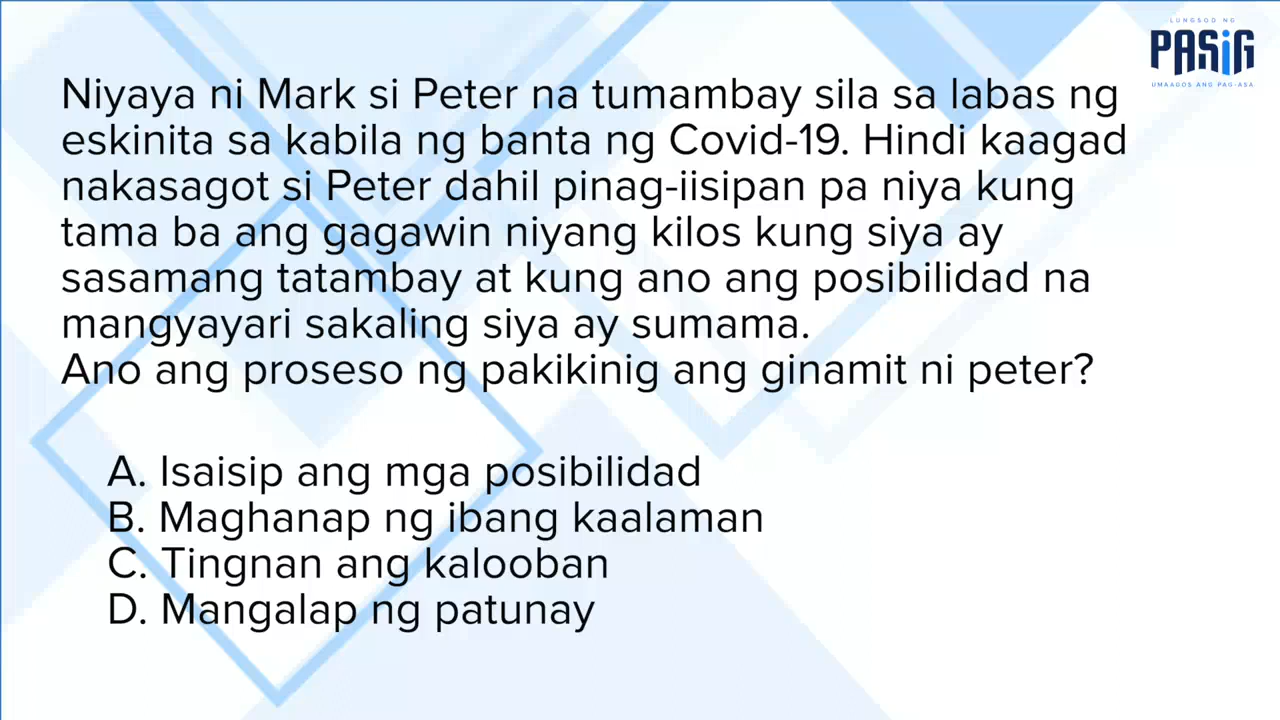 LUNGSOD NG
PASiG
UMAAGOS ANG PAG-ASA
Niyaya ni Mark si Peter na tumambay sila sa labas ng
eskinita sa kabila ng banta ng Covid-19. Hindi kaagad
nakasagot si Peter dahil pinag-iisipan pa niya kung
tama ba ang gagawin niyang kilos kung siya ay
sasamang tatambay at kung ano ang posibilidad na
mangyayari sakaling siya ay sumama.
Ano ang proseso ng pakikinig ang ginamit ni peter?
A. Isaisip ang mga posibilidad
B. Maghanap ng ibang kaalaman
C. Tingnan ang kalooban
D. Mangalap ng patunay